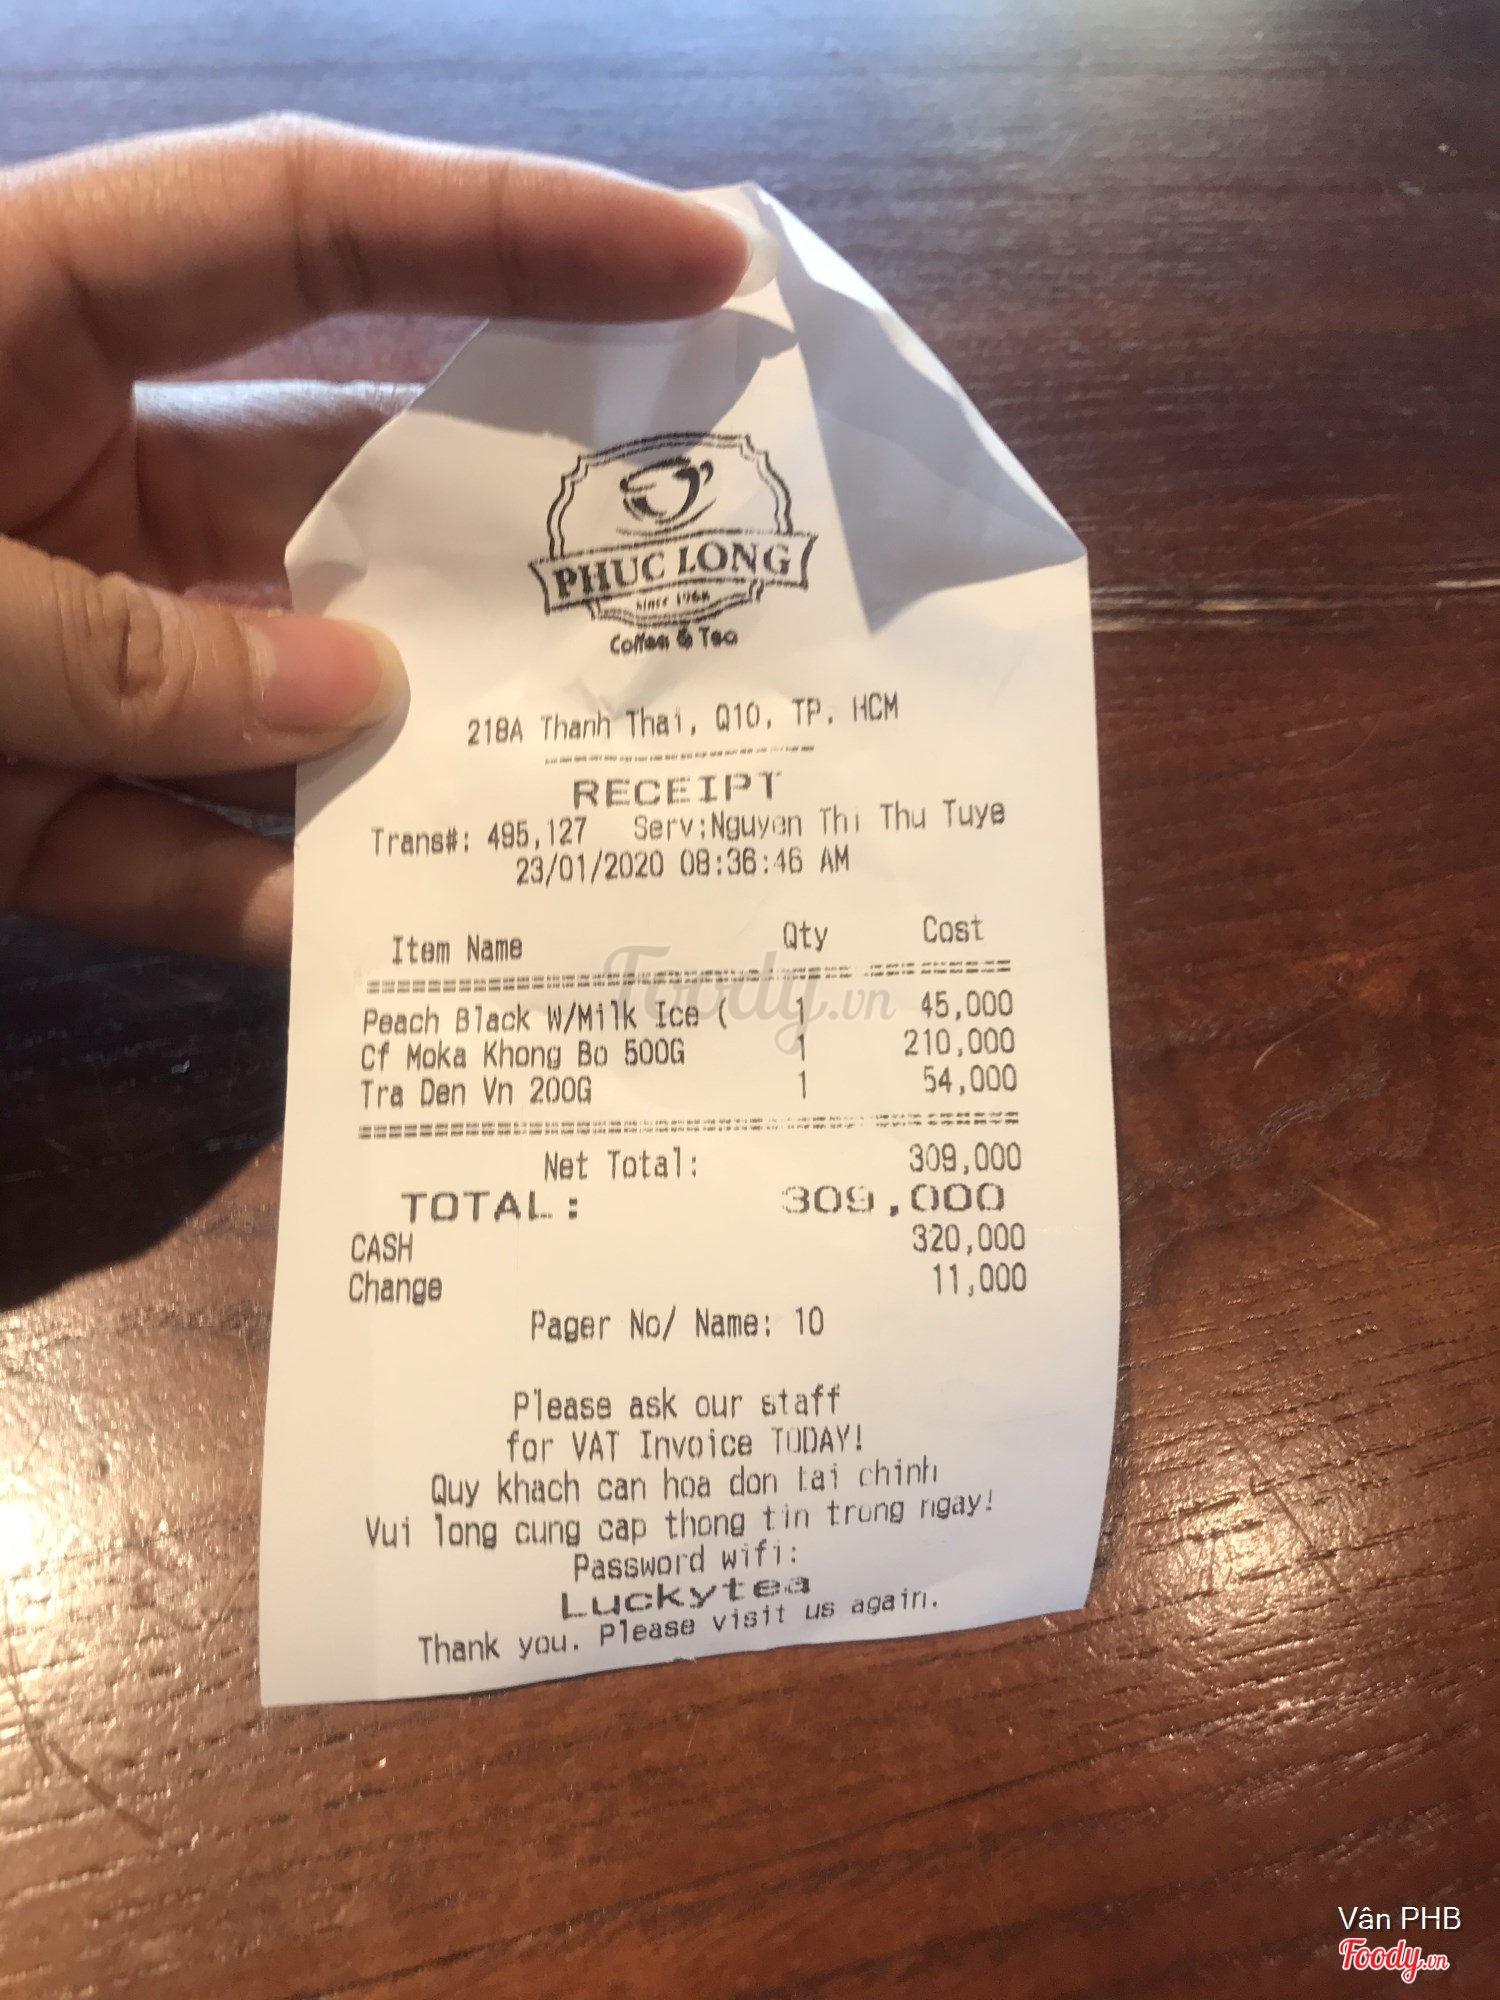 PHUC LONG
Since 1968
Coffee & Tea
218A Thanh Thai, Q10, TP. HCM
RECEIPT
Trans#: 495,127 Serv:Nguyen Thi Thu Tuye
23/01/2020 08:36:46 AM
Item Name Qty Cost
Peach Black W/Milk Ice ( 1 45,000
Cf Moka Khong Bo 500G 1 210,000
Tra Den Vn 200G 1 54,000
Net Total: 309,000
TOTAL: 309,000
CASH 320,000
Change 11,000
Pager No/ Name: 10
Please ask our staff
for VAT Invoice TODAY!
Quy khach can hoa don tai chinh
Vui long cung cap thong tin trong ngay!
Password wifi:
Luckytea
Thank you. Please visit us again.
Foody.vn
Vân PHB
Foody.vn